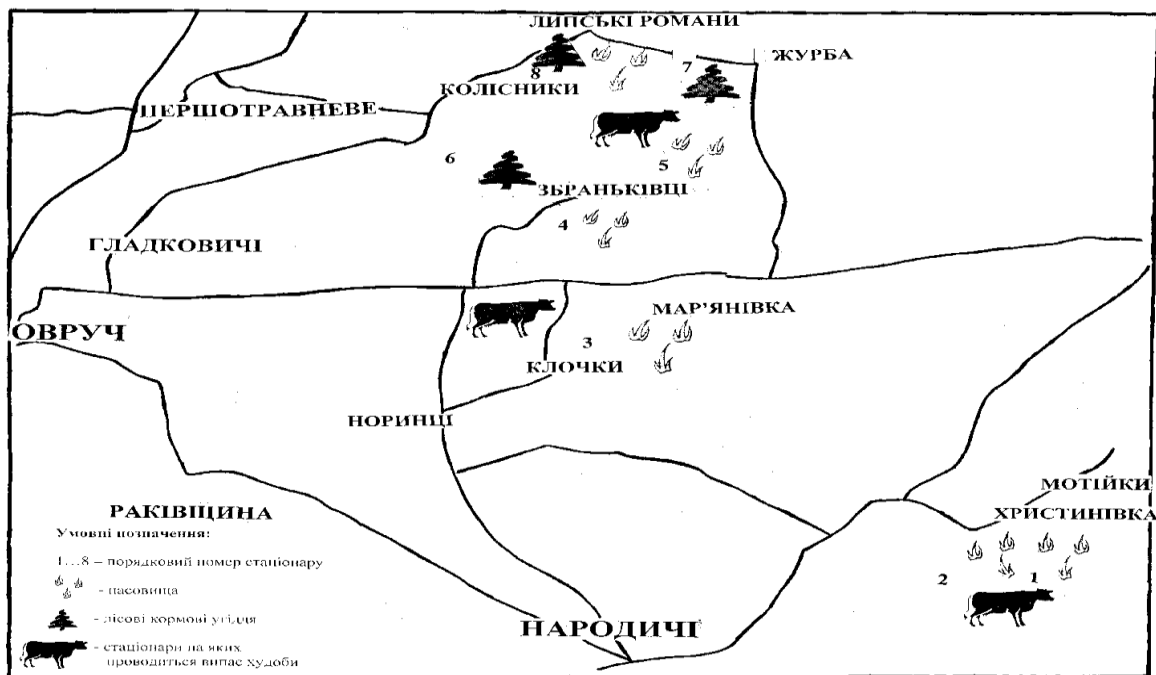 ЛИПСЬКІ РОМАНИ
ЖУРБА
7
8
КОЛІСНИКИ
ПЕРШОТРАВНЕВЕ
6
5
ЗБРАНЬКІВЦІ
4
ГЛАДКОВИЧІ
МАР’ЯНІВКА
ОВРУЧ
3
КЛОЧКИ
НОРИНЦІ
МОТІЙКИ
ХРИСТИНІВКА
РАКІВЩИНА
2
1
НАРОДИЧІ
Умовні позначення:
1…8 – порядковий номер стаціонару
- пасовища
- лісові кормові угіддя
- стаціонари на яких
проводиться випас худоби